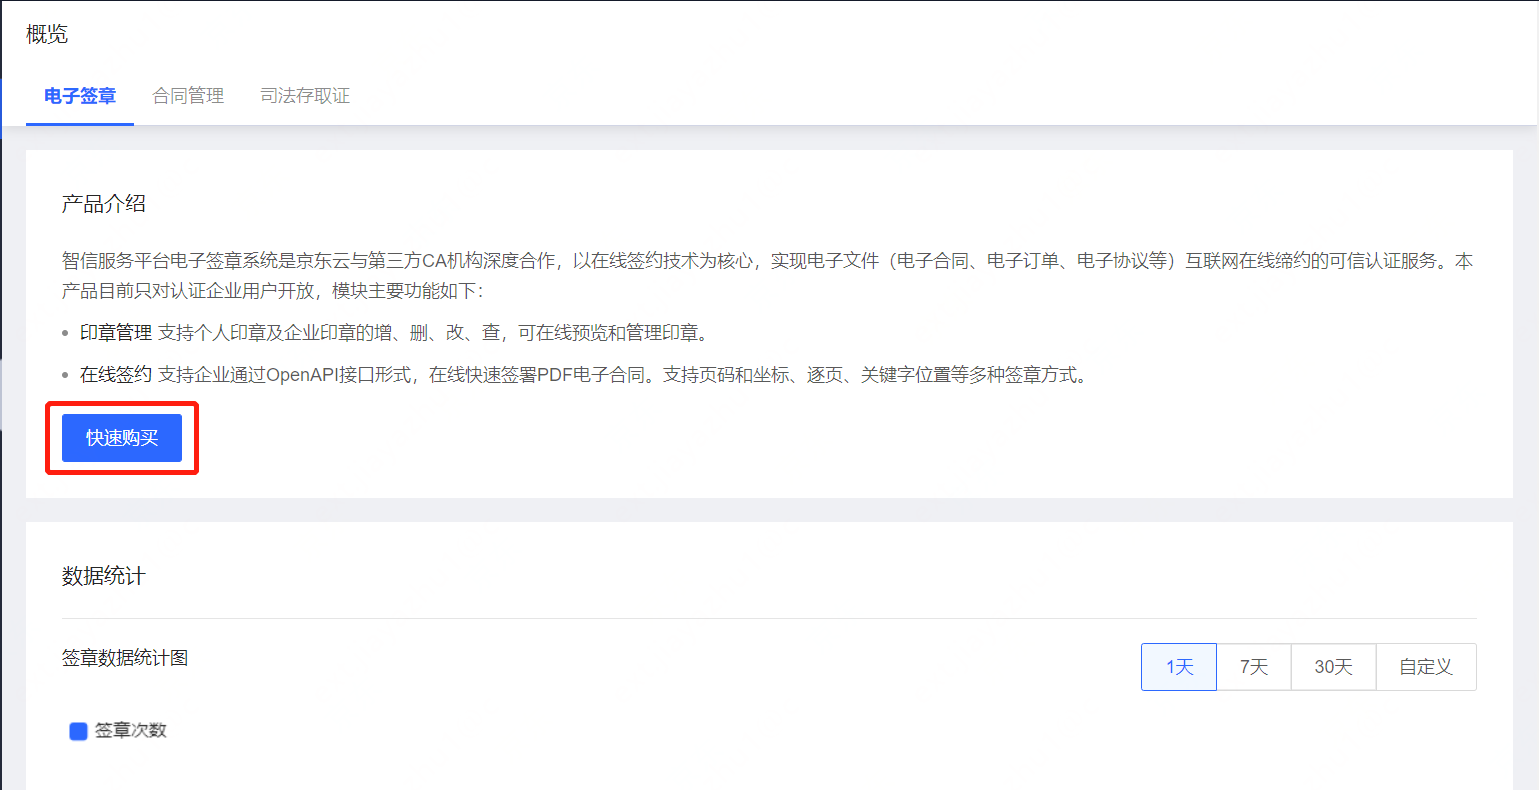 概览
电子签章 合同管理 司法存取证
产品介绍
智信服务平台电子签章系统是京东云与第三方CA机构深度合作，以在线签约技术为核心，实现电子文件（电子合同、电子订单、电子协议等）互联网在线缔约的可信认证服务。本
产品目前只对认证企业用户开放，模块主要功能如下：
• 印章管理 支持个人印章及企业印章的增、删、改、查，可在线预览和管理印章。
• 在线签约 支持企业通过OpenAPI接口形式，在线快速签署PDF电子合同。支持页码和坐标、逐页、关键字位置等多种签章方式。
快速购买
数据统计
签章数据统计图
1天 7天 30天 自定义
签章次数